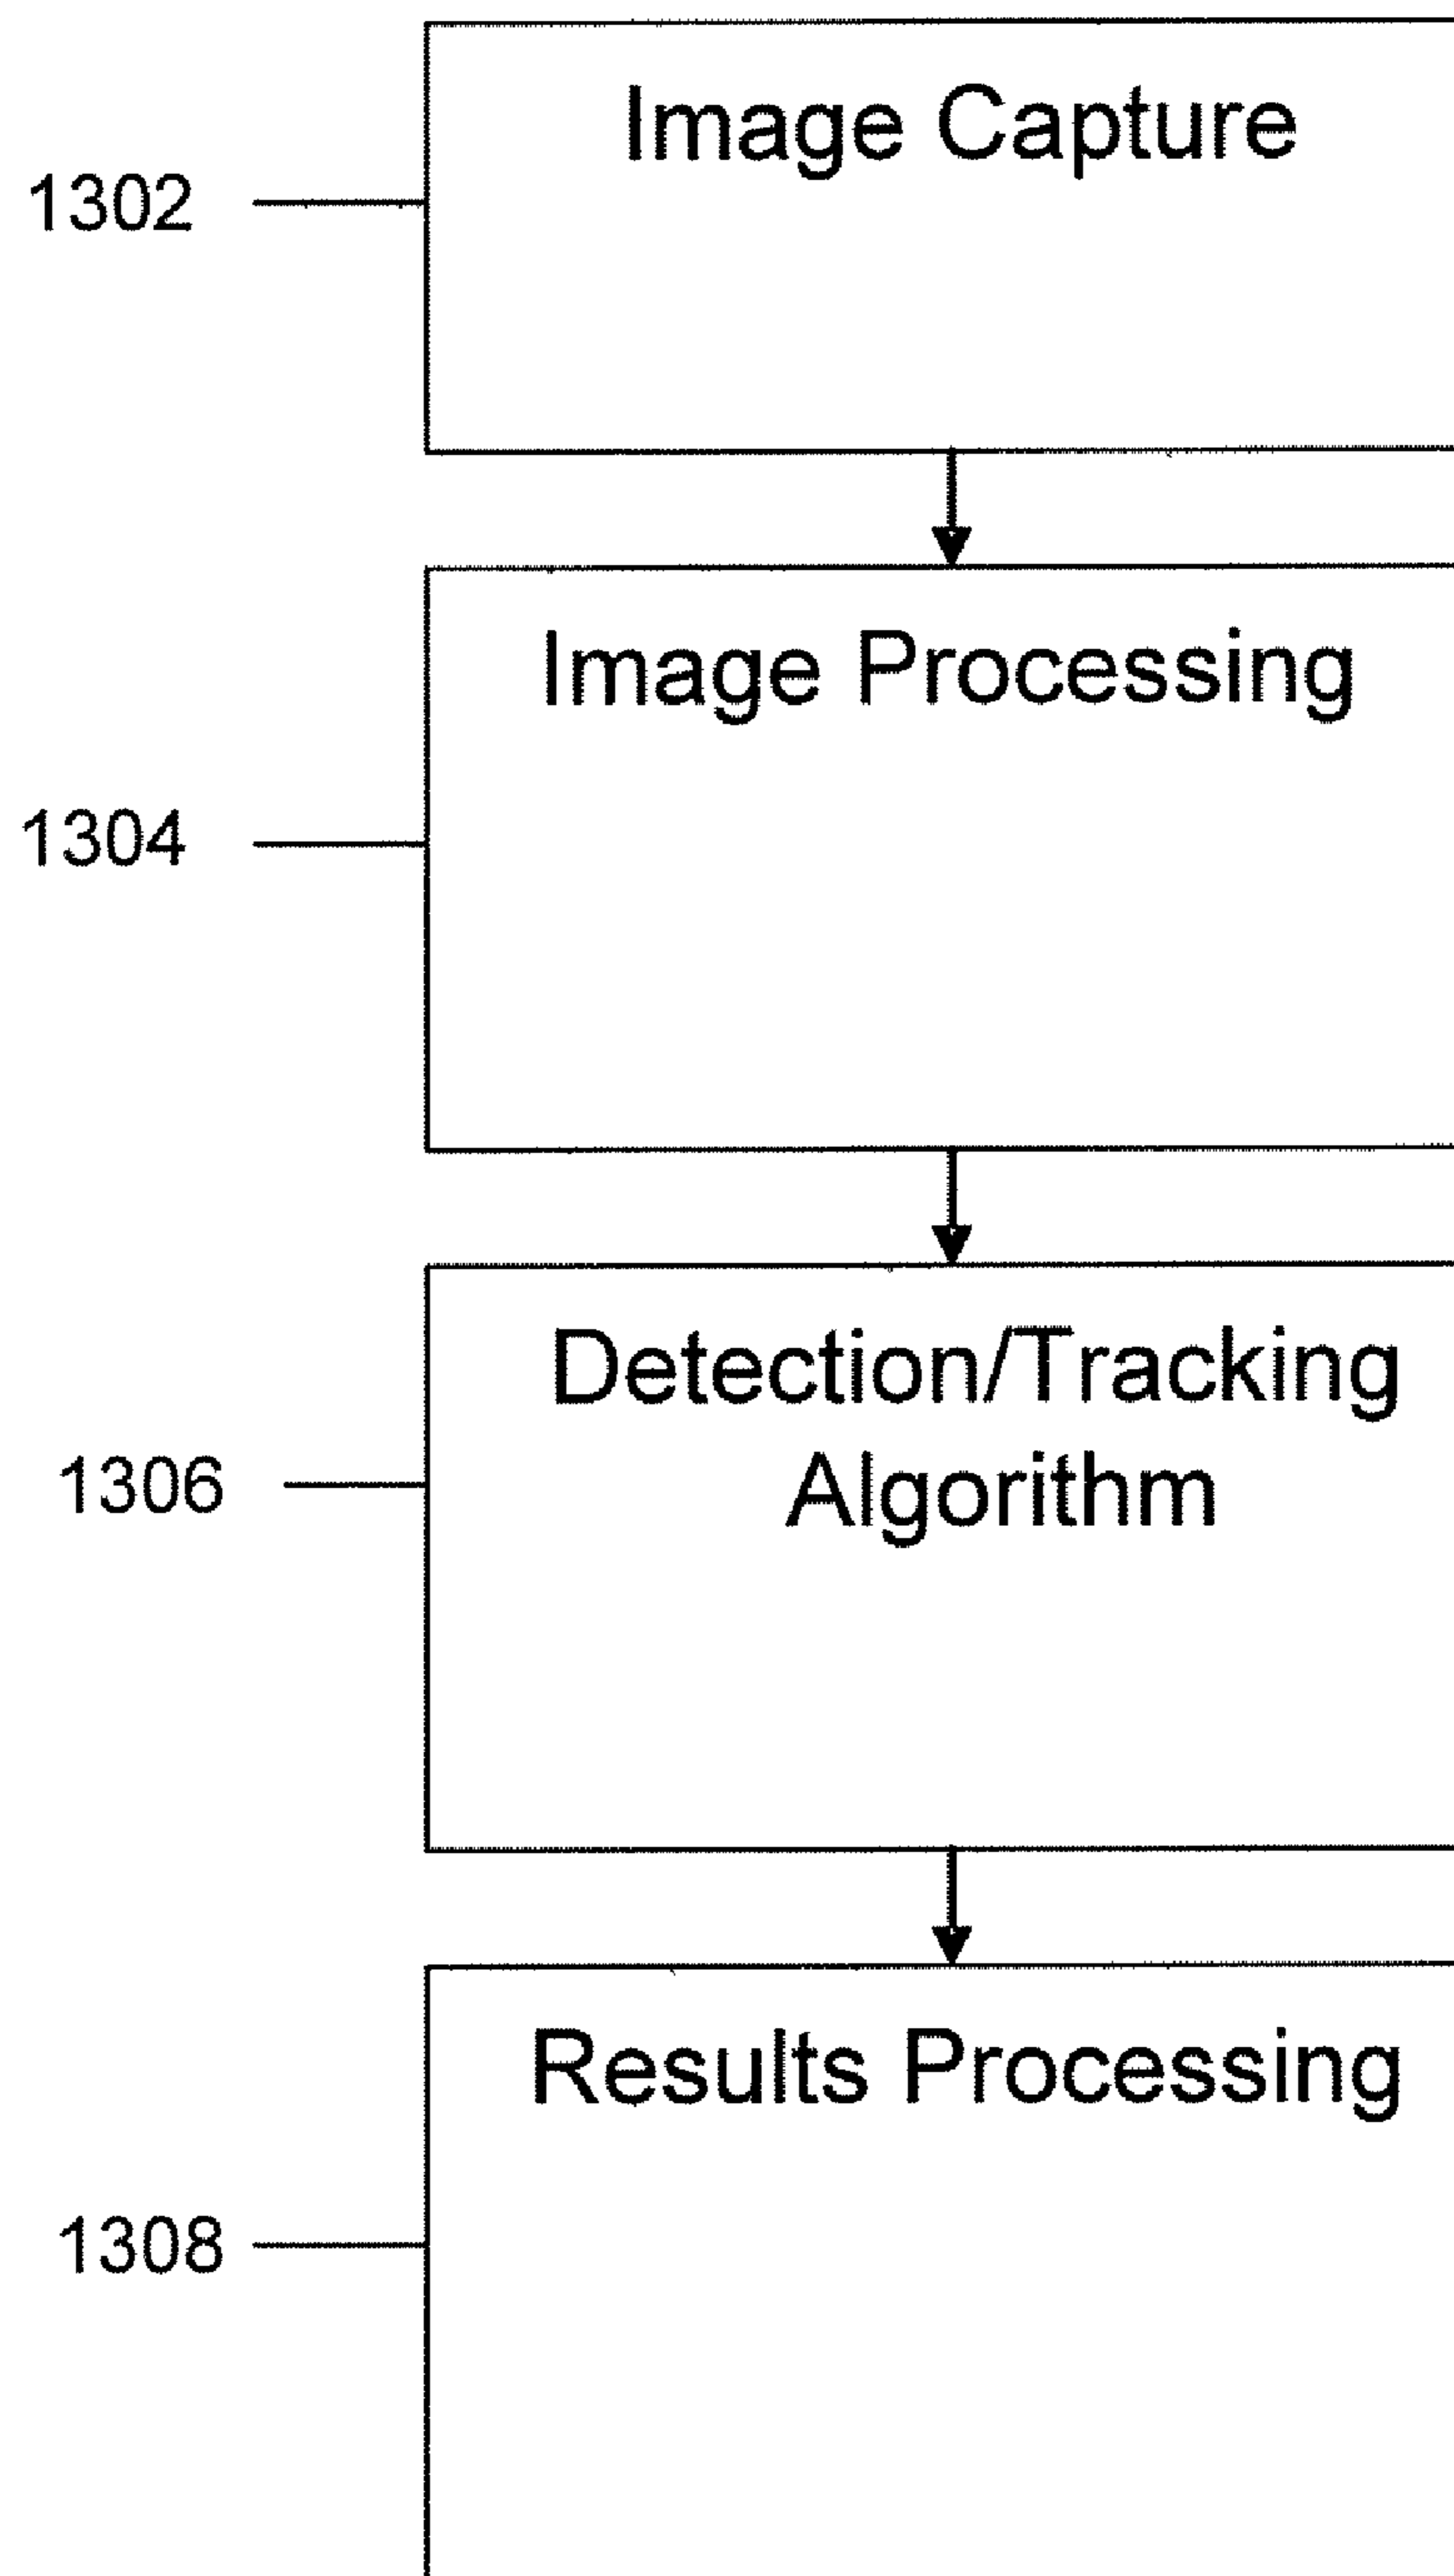 Image Capture
1302
Image Processing
1304
Detection/Tracking
Algorithm
1306
Results Processing
1308